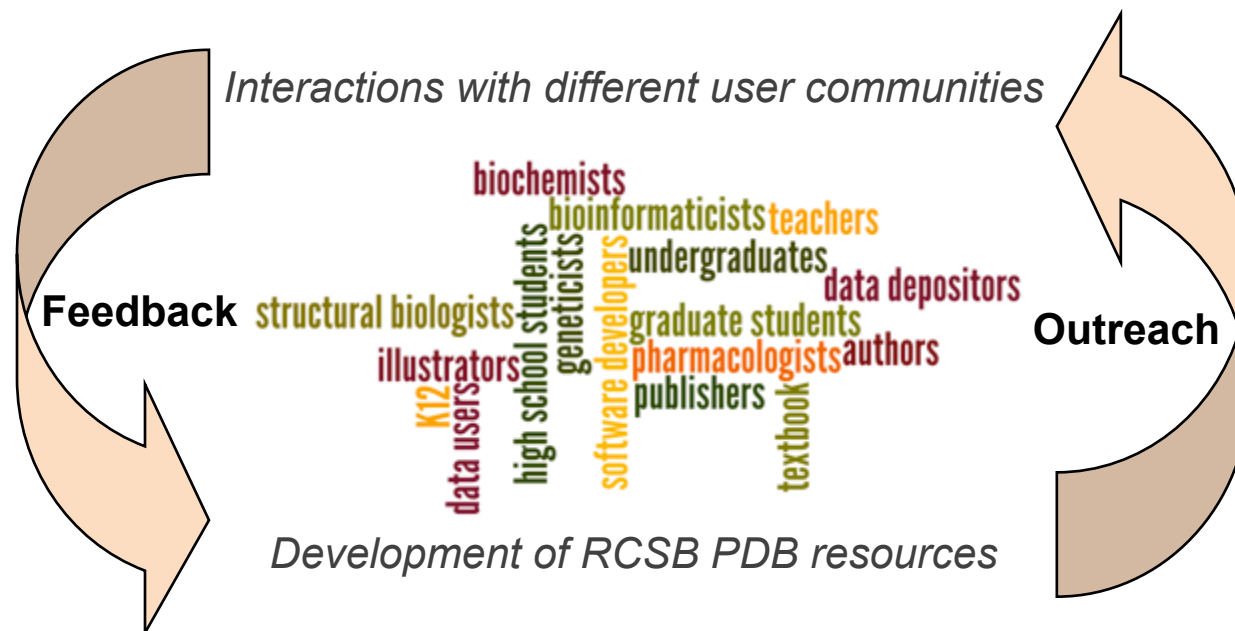 Interactions with different user communities
biochemists
bioinformaticists
teachers
high school students
geneticists
software developers
undergraduates
data depositors
Feedback
structural biologists
graduate students
Outreach
illustrators
pharmacologists
authors
K12
data users
publishers
textbook
Development of RCSB PDB resources